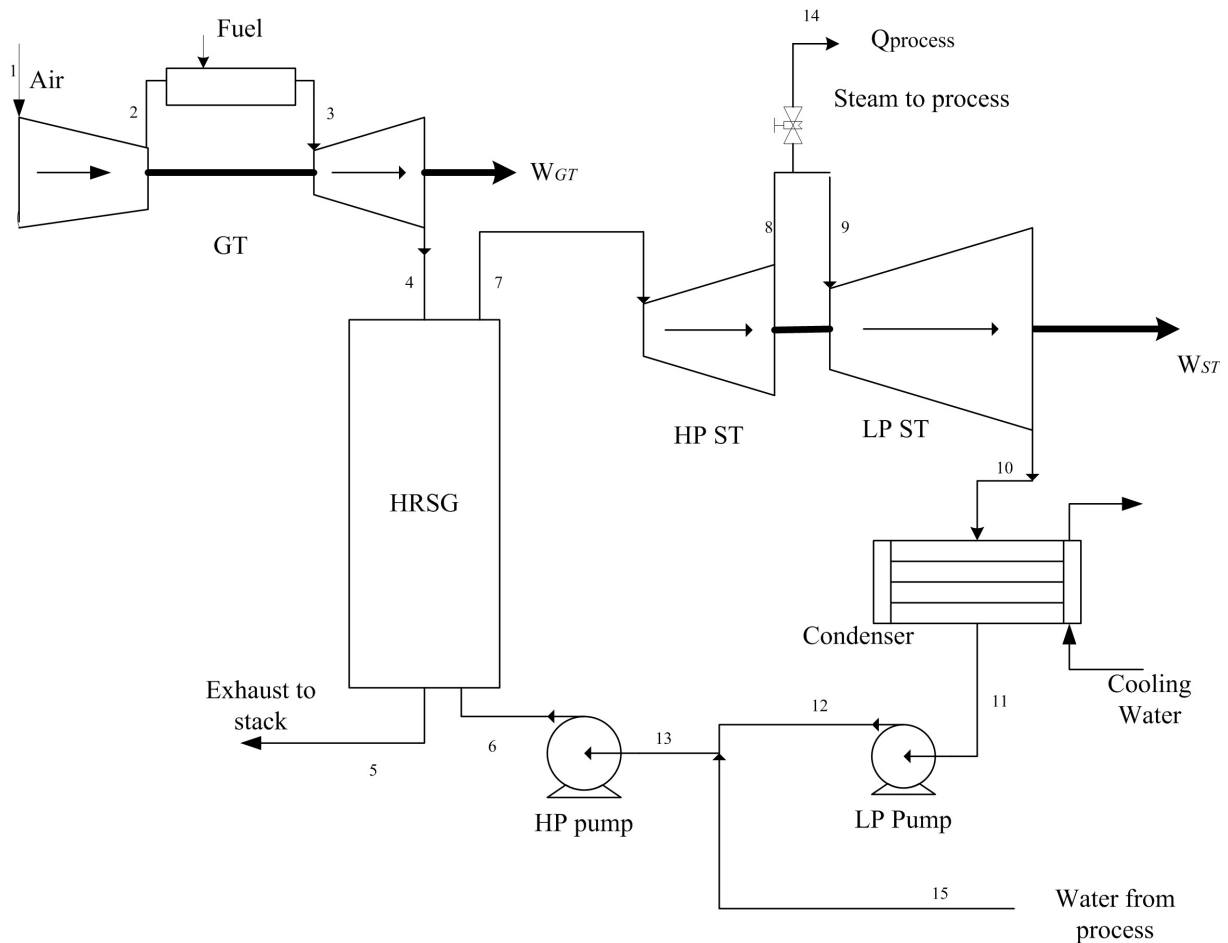 14
Fuel
Qprocess
1
Air
2
3
Steam to process
WGT
GT
8
9
4
7
WST
HP ST
LP ST
10
HRSG
Condenser
Exhaust to
stack
Cooling
Water
11
12
13
6
5
HP pump
LP Pump
15
Water from
process